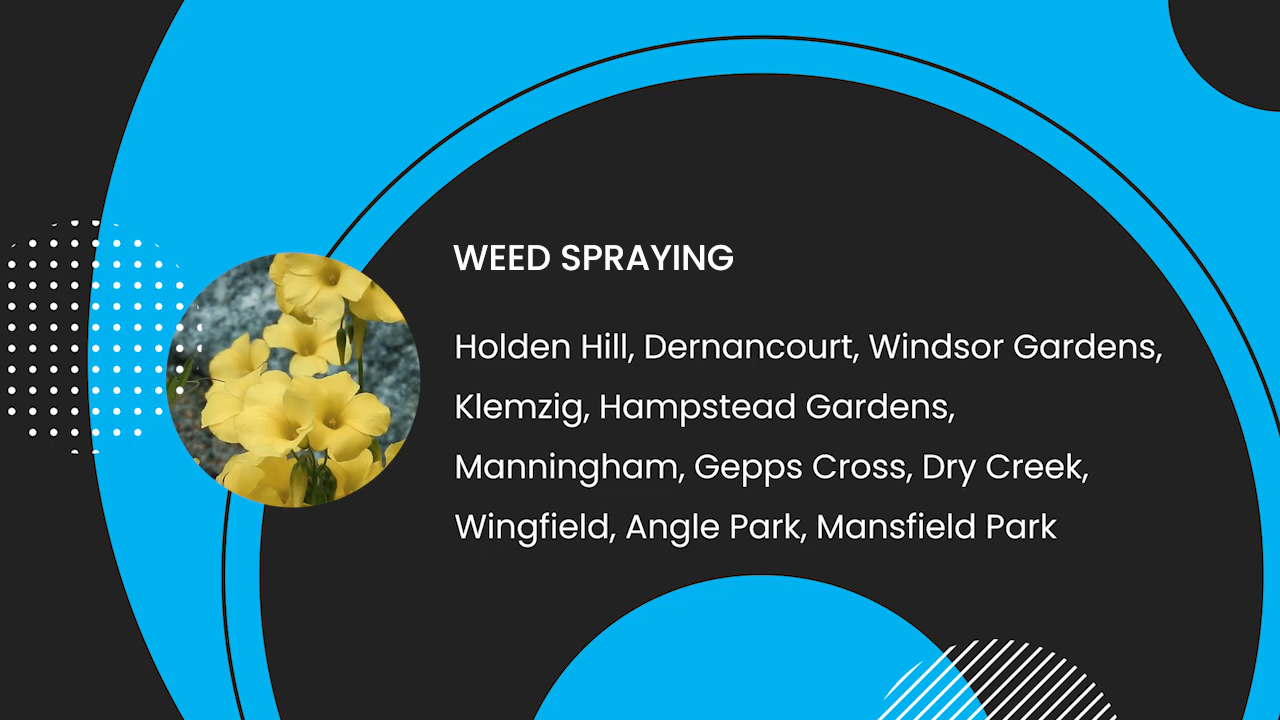 WEED SPRAYING
Holden Hill, Dernancourt, Windsor Gardens,
Klemzig, Hampstead Gardens,
Manningham, Gepps Cross, Dry Creek,
Wingfield, Angle Park, Mansfield Park